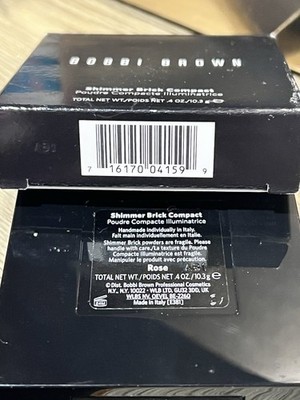 BOBBI BROWN
Shimmer Brick Compact
Poudre Compacte Illuminatrice
TOTAL NET WT./POIDS NET .4 OZ./10.3 g ℮
7 16170 04159 9
Shimmer Brick Compact
Poudre Compacte Illuminatrice
Handmade individually in Italy.
Fait main individuellement en Italie.
Shimmer Brick powders are fragile. Please
handle with care./La texture du Poudre
Compacte Illuminatrice est fragile.
Manipuler le produit avec précaution.
Rose
TOTAL NET WT./POIDS NET .4 OZ./10.3g ℮
© Dist. Bobbi Brown Professional Cosmetics
N.Y., N.Y. 10022 - WLB LTD. GU32 3DD, UK
WLBS NV. OEVEL BE-2260
Made in Italy [E381]